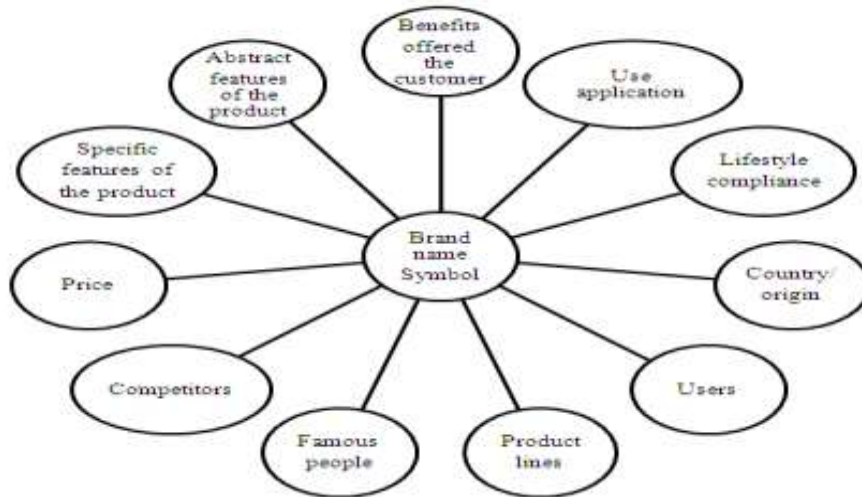 Benefits
offered
the
customer
Abstract
features
of the
product
Use
application
Specific
features of
the product
Lifestyle
compliance
Brand
name
Symbol
Price
Country/
origin
Competitors
Users
Famous
people
Product
lines